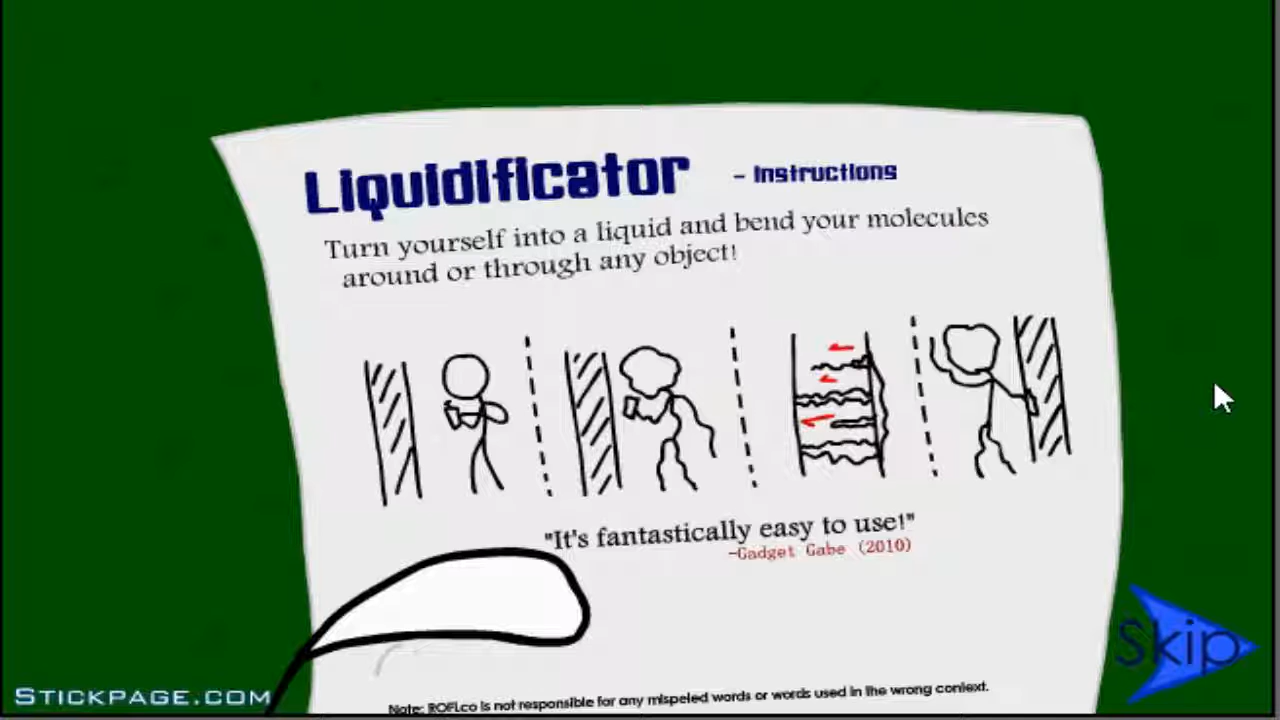 Liquidificator - Instructions
Turn yourself into a liquid and bend your molecules
around or through any object!
"It's fantastically easy to use!"
-Gadget Gabe (2010)
Skip
STICKPAGE.COM
Note: ROFLco is not responsible for any mispeled words or words used in the wrong context.